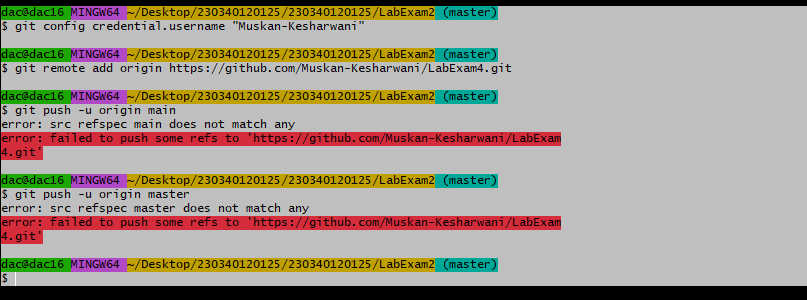 dac@dac16 MINGW64 ~/Desktop/230340120125/230340120125/LabExam2 (master)
$ git config credential.username "Muskan-Kesharwani"
dac@dac16 MINGW64 ~/Desktop/230340120125/230340120125/LabExam2 (master)
$ git remote add origin https://github.com/Muskan-Kesharwani/LabExam4.git
dac@dac16 MINGW64 ~/Desktop/230340120125/230340120125/LabExam2 (master)
$ git push -u origin main
error: src refspec main does not match any
error: failed to push some refs to 'https://github.com/Muskan-Kesharwani/LabExam
4.git'
dac@dac16 MINGW64 ~/Desktop/230340120125/230340120125/LabExam2 (master)
$ git push -u origin master
error: src refspec master does not match any
error: failed to push some refs to 'https://github.com/Muskan-Kesharwani/LabExam
4.git'
dac@dac16 MINGW64 ~/Desktop/230340120125/230340120125/LabExam2 (master)
$